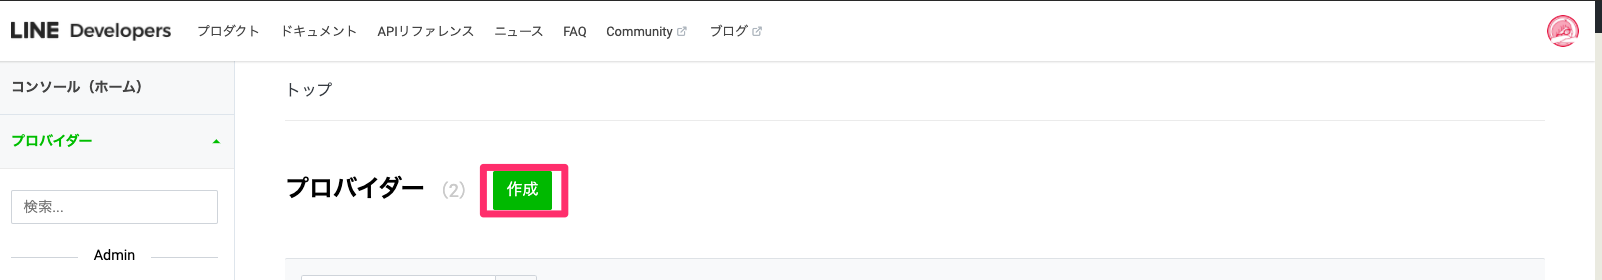 LINE Developers プロダクト ドキュメント APIリファレンス ニュース FAQ Community ブログ
コンソール（ホーム）
トップ
プロバイダー
プロバイダー (2) 作成
検索...
Admin